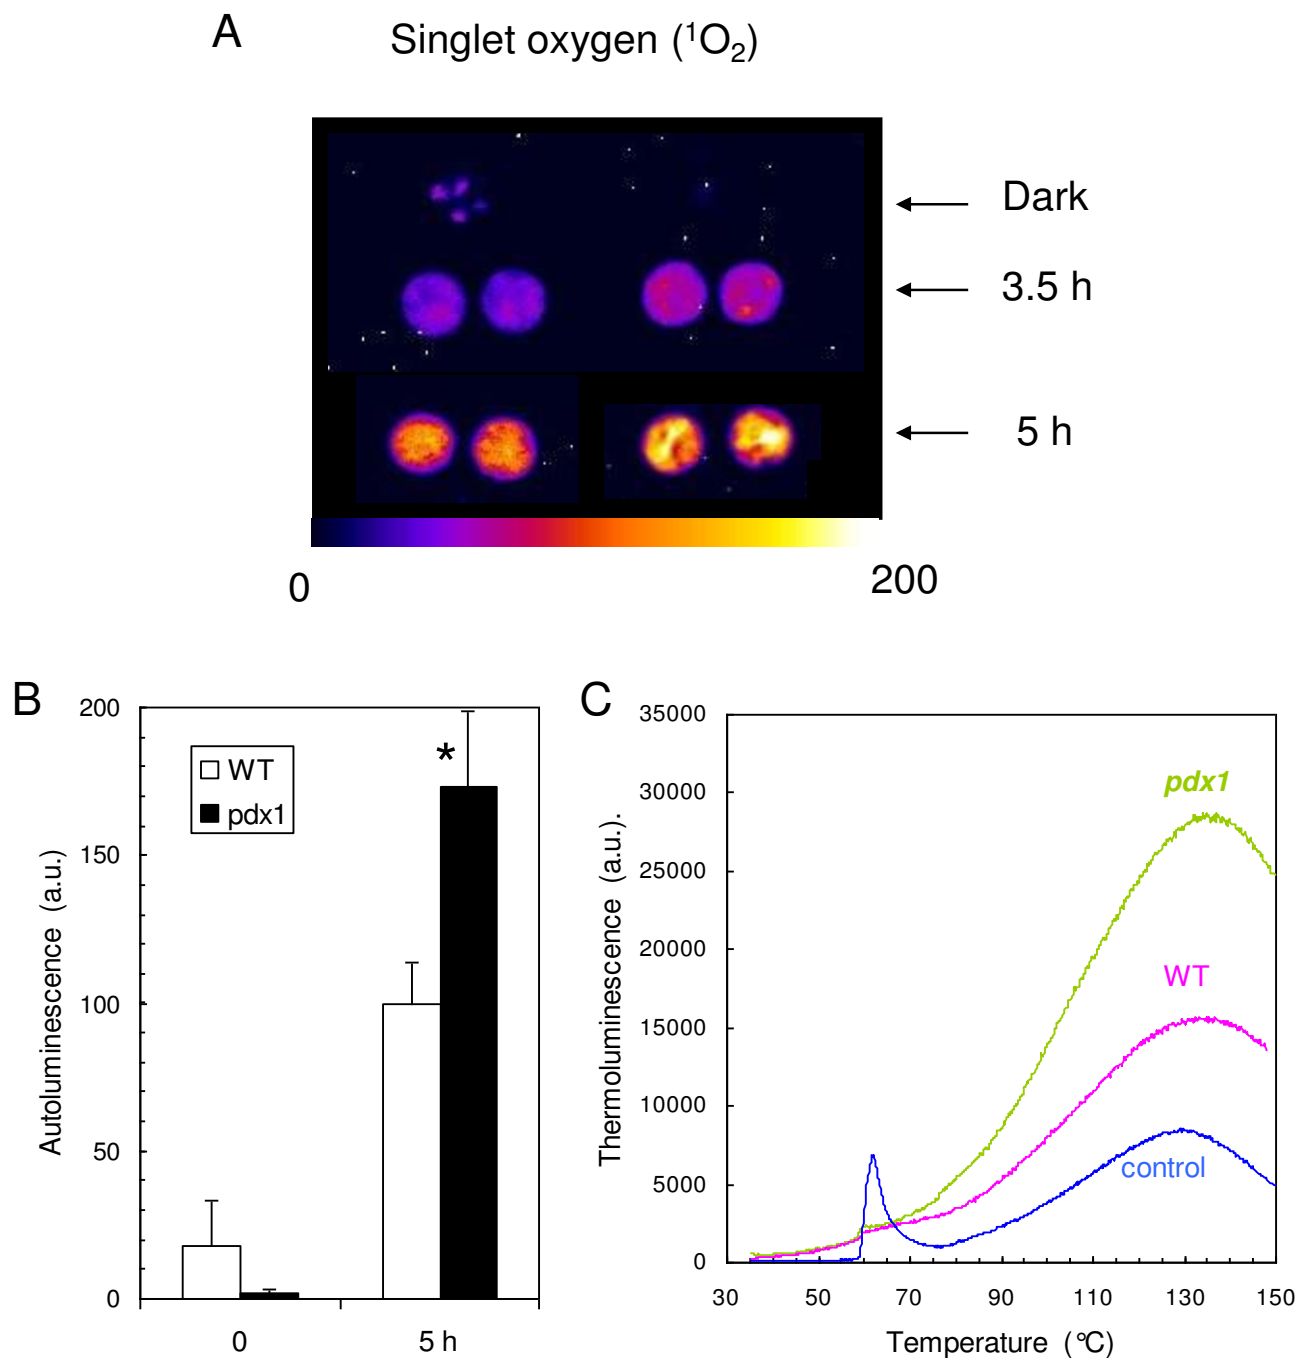 A
Singlet oxygen (¹O₂)
Dark
3.5 h
5 h
0
200
B
200
150
100
50
0
Autoluminescence (a.u.)
WT
pdx1
*
0
5 h
C
35000
30000
25000
20000
15000
10000
5000
0
Thermoluminescence (a.u.).
pdx1
WT
control
30
50
70
90
110
130
150
Temperature (°C)